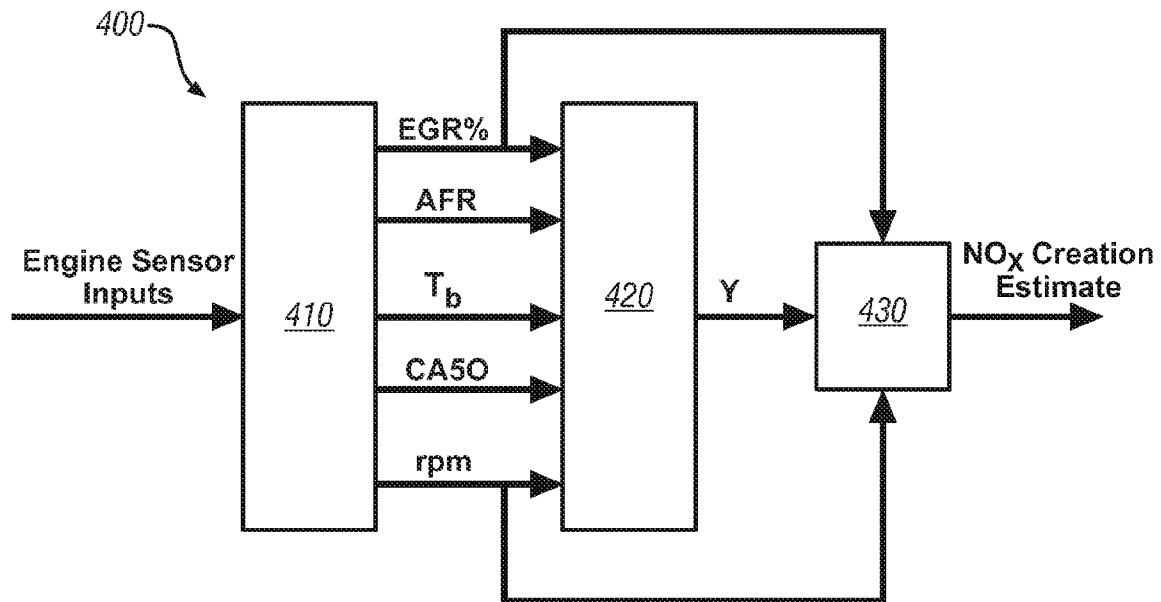 400
EGR%
AFR
Engine Sensor
Inputs
T_b
410
420
Y
430
NO_X Creation
Estimate
CA5O
rpm